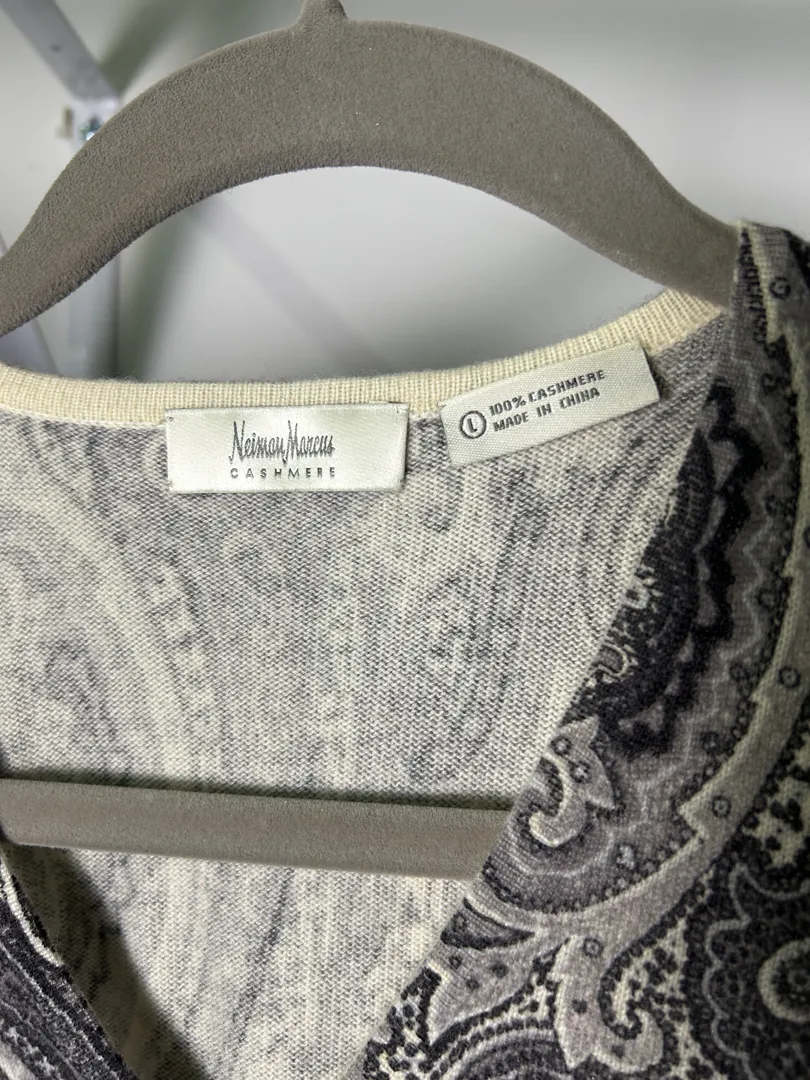 Neiman Marcus
CASHMERE
L
100% CASHMERE
MADE IN CHINA